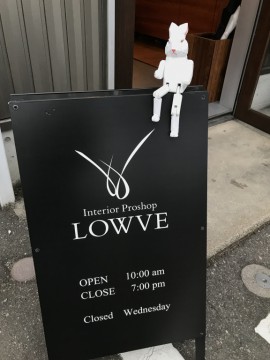 Interior Proshop
LOWVE
OPEN 10:00 am
CLOSE 7:00 pm
Closed Wednesday